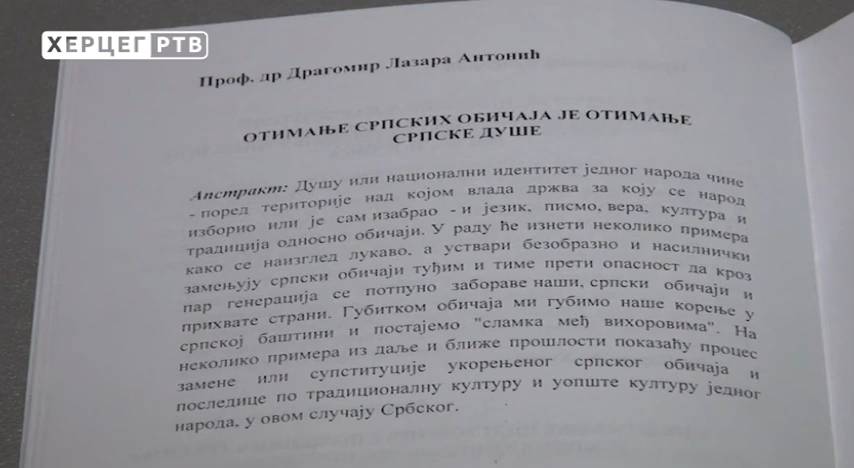 ХЕРЦЕГ РТВ
Проф. др Драгомир Лазара Антонић
ОТИМАЊЕ СРПСКИХ ОБИЧАЈА ЈЕ ОТИМАЊЕ
СРПСКЕ ДУШЕ
Апстракт: Душу или национални идентитет једног народа чине
- поред територије над којом влада држва за коју се народ
изборио или је сам изабрао - и језик, писмо, вера, култура и
традиција односно обичаји. У раду ће изнети неколико примера
како се наизглед лукаво, а уствари безобразно и насилнички
замењују српски обичаји туђим и тиме прети опасност да кроз
пар генерација се потпуно забораве наши, српски обичаји и
прихвате страни. Губитком обичаја ми губимо наше корење у
српској баштини и постајемо "сламка међ вихоровима". На
неколико примера из даље и ближе прошлости показаћу процес
замене или супституције укорењеног српског обичаја и
последице по традиционалну културу и уопште културу једног
народа, у овом случају Србског.